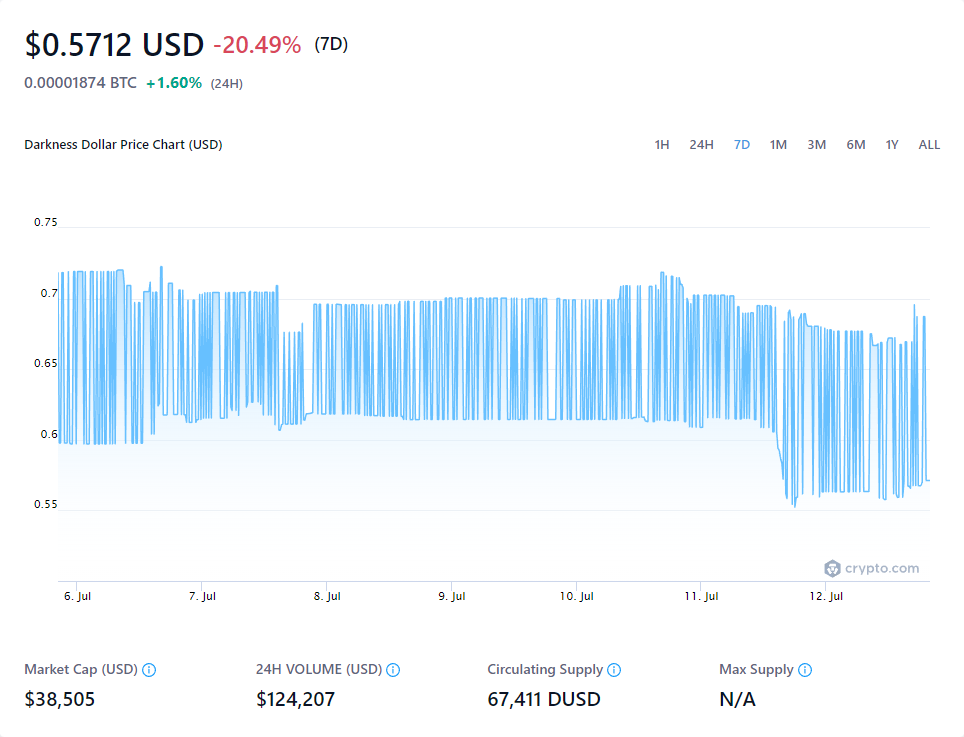 $0.5712 USD -20.49% (7D)
0.00001874 BTC +1.60% (24H)
Darkness Dollar Price Chart (USD) 1H 24H 7D 1M 3M 6M 1Y ALL
0.75
0.7
0.65
0.6
0.55
crypto.com
6. Jul 7. Jul 8. Jul 9. Jul 10. Jul 11. Jul 12. Jul
Market Cap (USD) 24H VOLUME (USD) Circulating Supply Max Supply
$38,505 $124,207 67,411 DUSD N/A